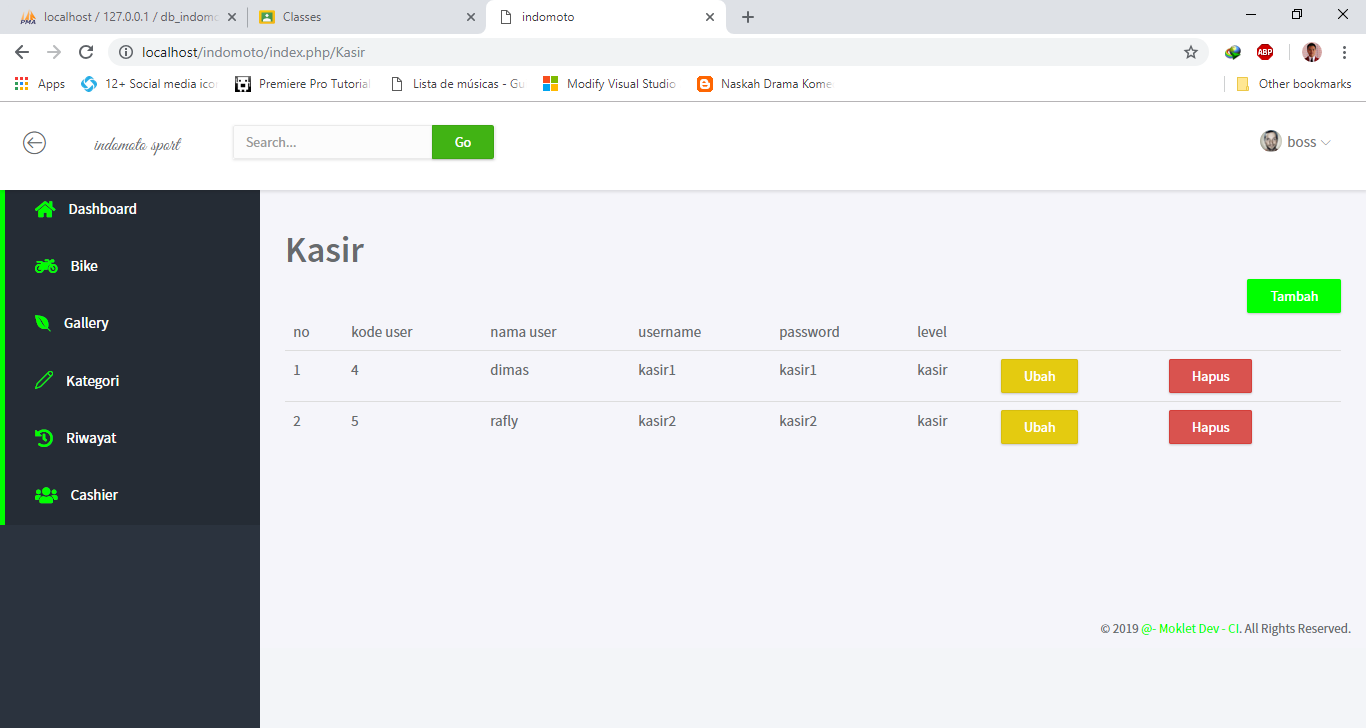 localhost / 127.0.0.1 / db_indomo
Classes
indomoto
localhost/indomoto/index.php/Kasir
ABP
Apps
12+ Social media icon
Premiere Pro Tutorial
Lista de músicas - Gu
Modify Visual Studio
Naskah Drama Kome
Other bookmarks
indomoto sport
Search...
Go
boss
Dashboard
Bike
Gallery
Kategori
Riwayat
Cashier
Kasir
Tambah
no kode user nama user username password level
1 4 dimas kasir1 kasir1 kasir Ubah Hapus
2 5 rafly kasir2 kasir2 kasir Ubah Hapus
© 2019 @- Moklet Dev - CI. All Rights Reserved.